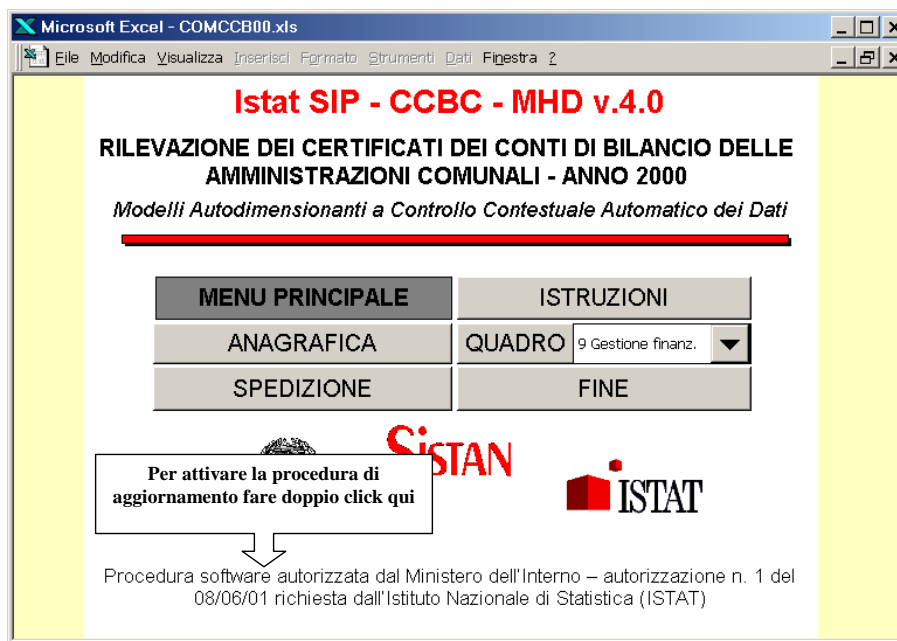 Microsoft Excel - COMCCB00.xls
File Modifica Visualizza Inserisci Formato Strumenti Dati Finestra ?
Istat SIP - CCBC - MHD v.4.0
RILEVAZIONE DEI CERTIFICATI DEI CONTI DI BILANCIO DELLE
AMMINISTRAZIONI COMUNALI - ANNO 2000
Modelli Autodimensionanti a Controllo Contestuale Automatico dei Dati
MENU PRINCIPALE ISTRUZIONI
ANAGRAFICA QUADRO 9 Gestione finanz.
SPEDIZIONE FINE
SISTAN
Per attivare la procedura di
aggiornamento fare doppio click qui
ISTAT
Procedura software autorizzata dal Ministero dell'Interno – autorizzazione n. 1 del
08/06/01 richiesta dall'Istituto Nazionale di Statistica (ISTAT)